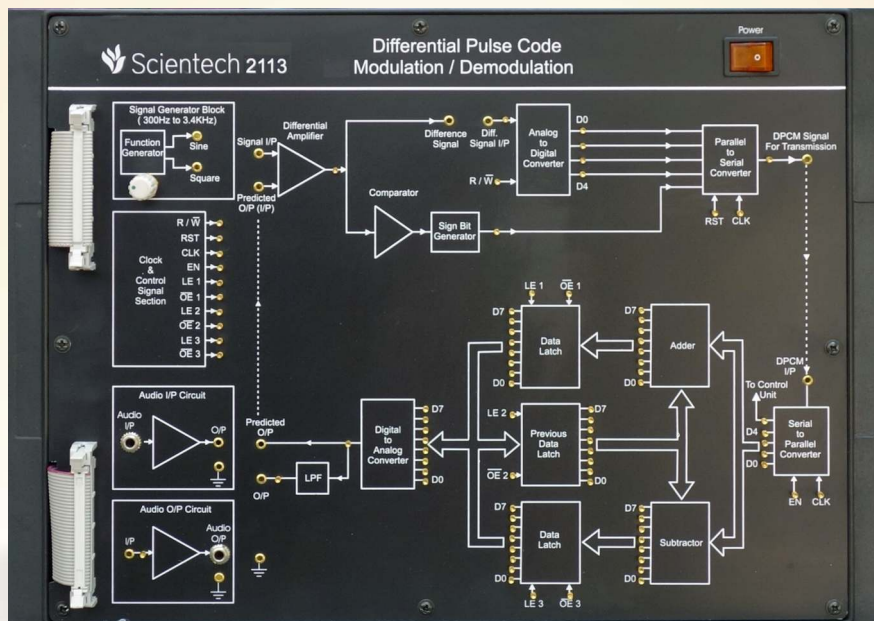 Scientech 2113
Differential Pulse Code
Modulation / Demodulation
Power
Signal Generator Block
( 300Hz to 3.4KHz)
Function
Generator
Sine
Square
Signal I/P
Predicted
O/P (I/P)
Differential
Amplifier
Difference
Signal
Diff.
Signal I/P
R / W̅
Analog
to
Digital
Converter
D0
D4
Parallel
to
Serial
Converter
RST
CLK
DPCM Signal
For Transmission
Comparator
Sign Bit
Generator
Clock
&
Control
Signal
Section
R / W̅
RST
CLK
EN
LE 1
O̅E̅ 1
LE 2
O̅E̅ 2
LE 3
O̅E̅ 3
LE 1
O̅E̅ 1
D7
Data
Latch
D0
D7
Adder
D0
DPCM
I/P
To Control
Unit
D4
D0
Serial
to
Parallel
Converter
EN
CLK
Audio I/P Circuit
Audio
I/P
O/P
Predicted
O/P
O/P
LPF
Digital
to
Analog
Converter
D7
D0
LE 2
O̅E̅ 2
Previous
Data Latch
D7
D0
Audio O/P Circuit
I/P
Audio
O/P
D7
Data
Latch
D0
LE 3
O̅E̅ 3
D7
Subtractor
D0